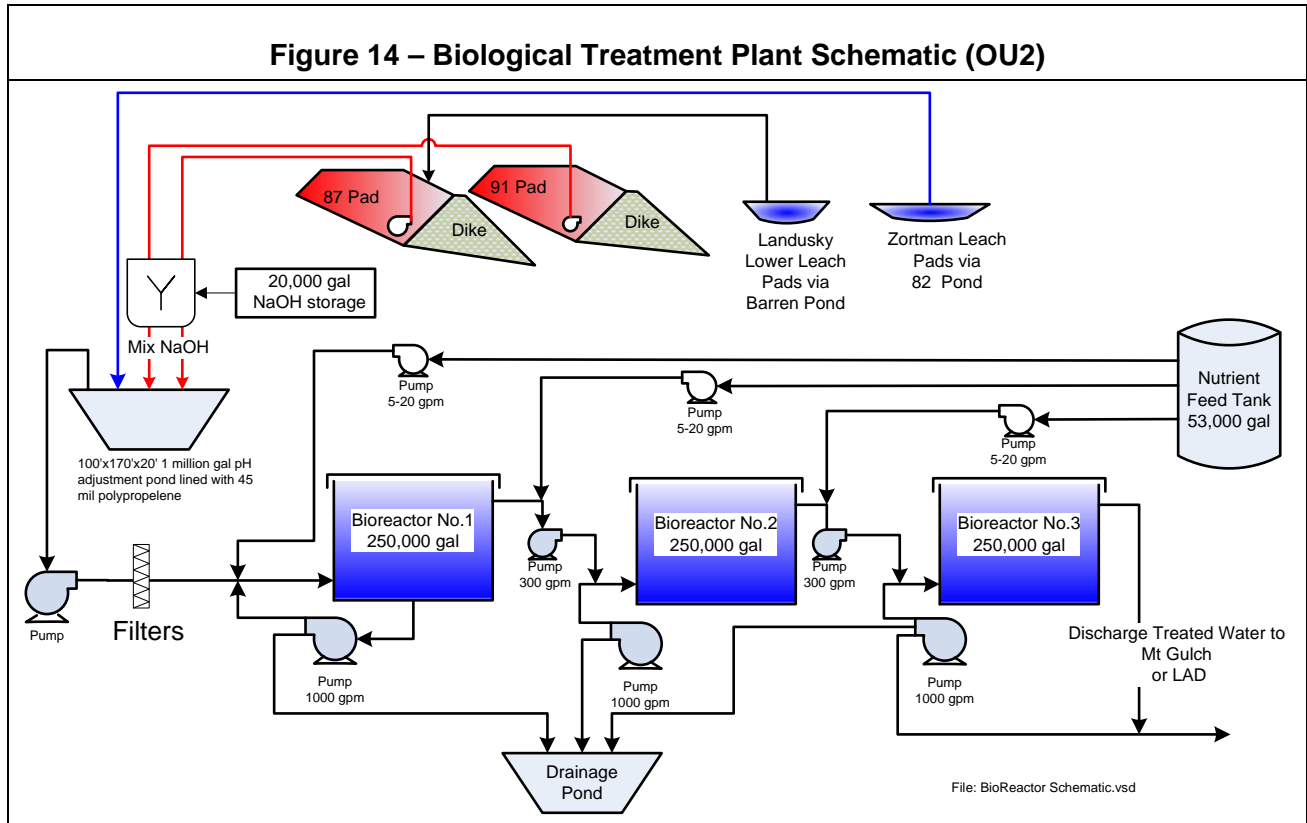 Figure 14 – Biological Treatment Plant Schematic (OU2)
87 Pad
Dike
91 Pad
Dike
Landusky
Lower Leach
Pads via
Barren Pond
Zortman Leach
Pads via
82 Pond
20,000 gal
NaOH storage
Mix NaOH
100'x170'x20' 1 million gal pH
adjustment pond lined with 45
mil polypropelene
Pump
5-20 gpm
Pump
5-20 gpm
Pump
5-20 gpm
Nutrient
Feed Tank
53,000 gal
Bioreactor No.1
250,000 gal
Pump
300 gpm
Bioreactor No.2
250,000 gal
Pump
300 gpm
Bioreactor No.3
250,000 gal
Pump
Filters
Pump
1000 gpm
Pump
1000 gpm
Pump
1000 gpm
Discharge Treated Water to
Mt Gulch
or LAD
Drainage
Pond
File: BioReactor Schematic.vsd